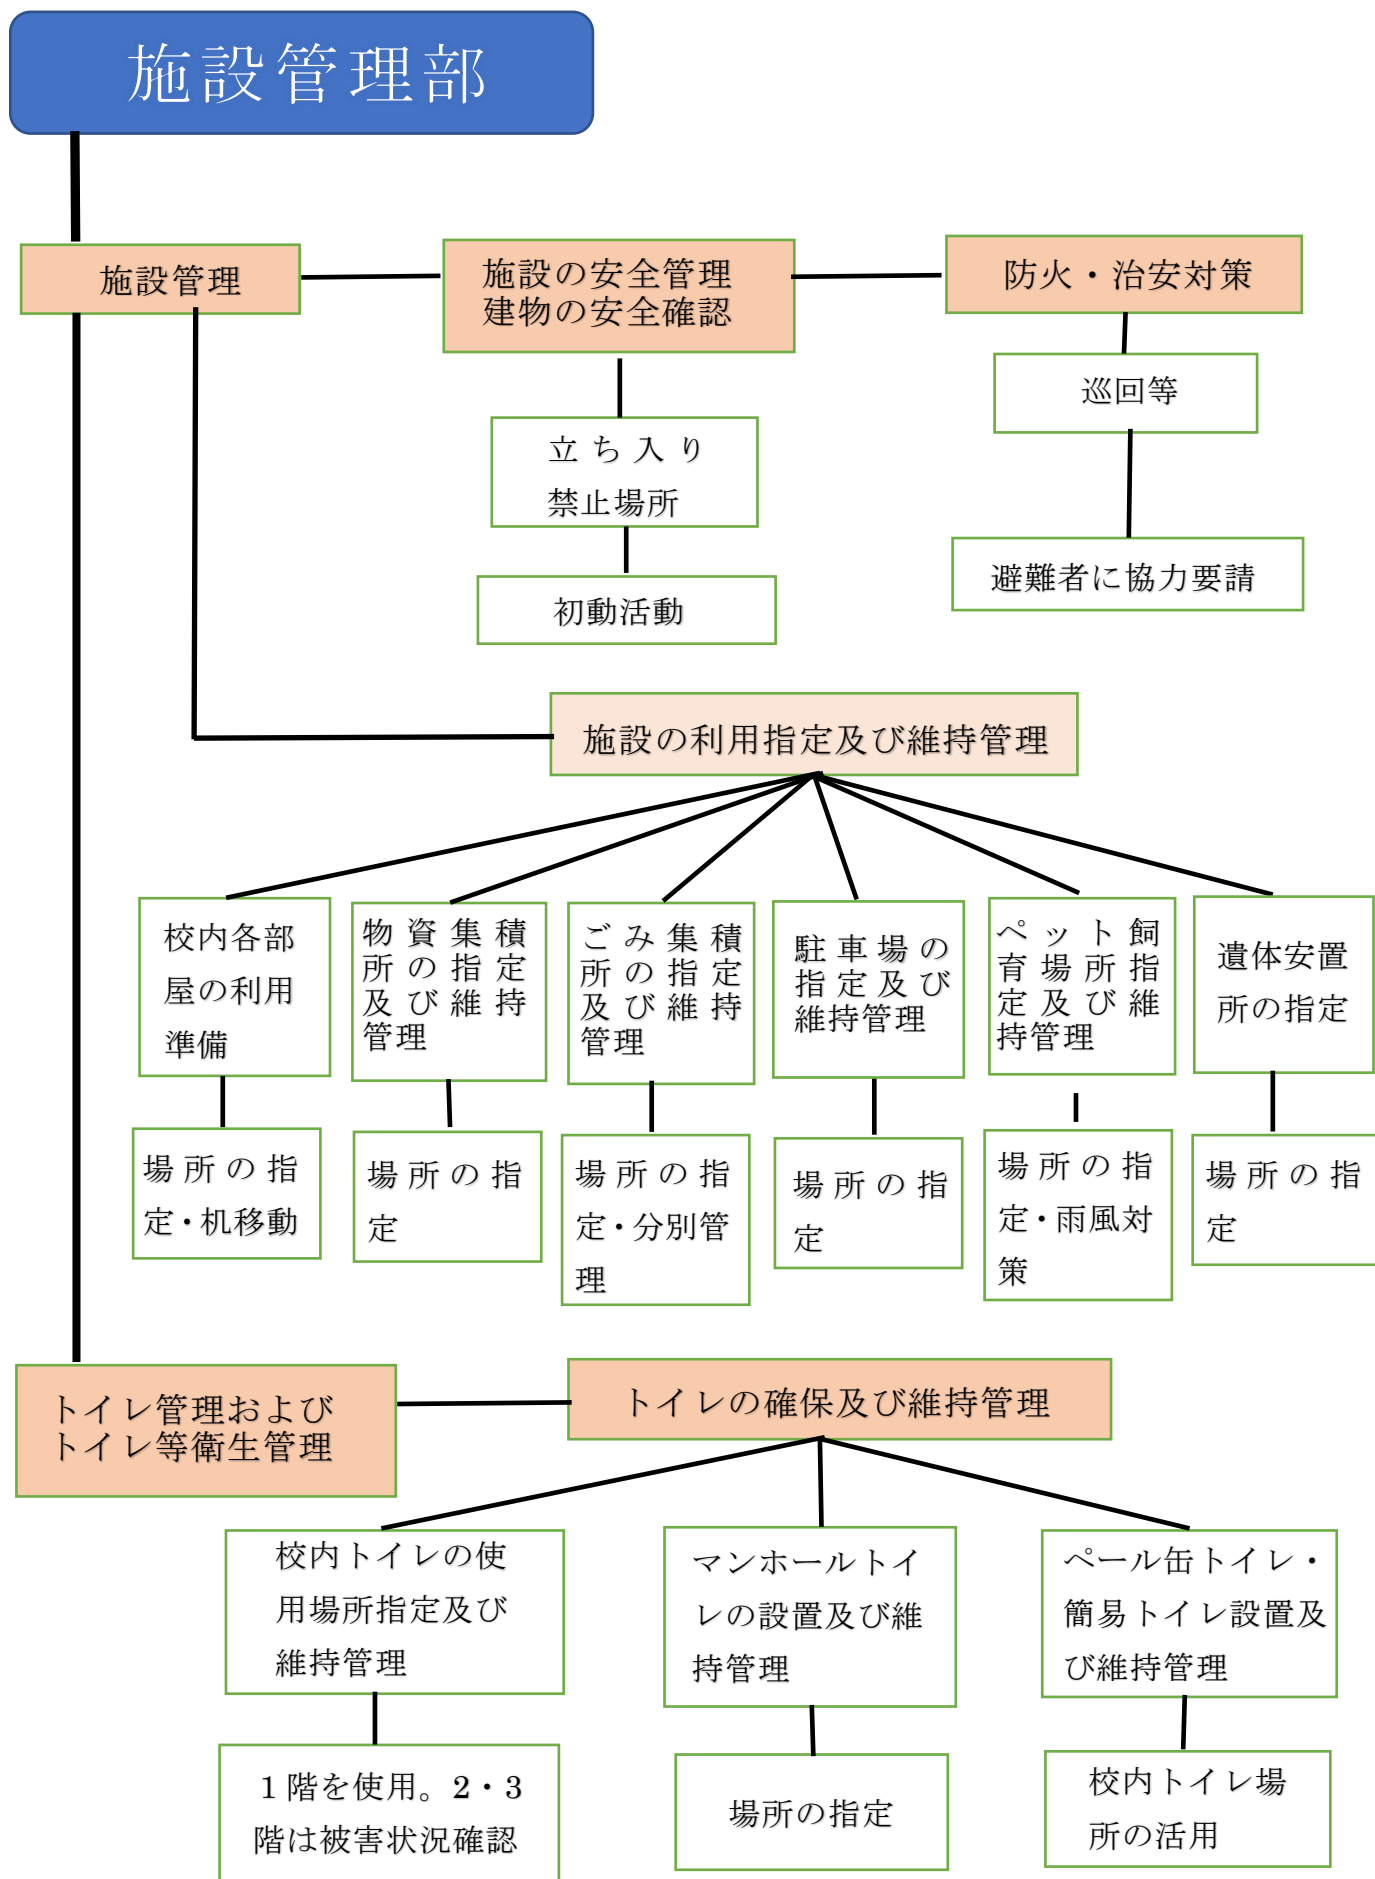 施設管理部
施設管理
施設の安全管理
建物の安全確認
防火・治安対策
立ち入り
禁止場所
初動活動
巡回等
避難者に協力要請
施設の利用指定及び維持管理
校内各部
屋の利用
準備
物資集積
所の指定
及び維持
管理
ごみ集積
所の指定
及び維持
管理
駐車場の
指定及び
維持管理
ペット飼
育場所指
定及び維
持管理
遺体安置
所の指定
場所の指
定・机移動
場所の指
定
場所の指
定・分別管
理
場所の指
定
場所の指
定・雨風対
策
場所の指
定
トイレ管理および
トイレ等衛生管理
トイレの確保及び維持管理
校内トイレの使
用場所指定及び
維持管理
マンホールトイ
レの設置及び維
持管理
ペール缶トイレ・
簡易トイレ設置及
び維持管理
1階を使用。2・3
階は被害状況確認
場所の指定
校内トイレ場
所の活用